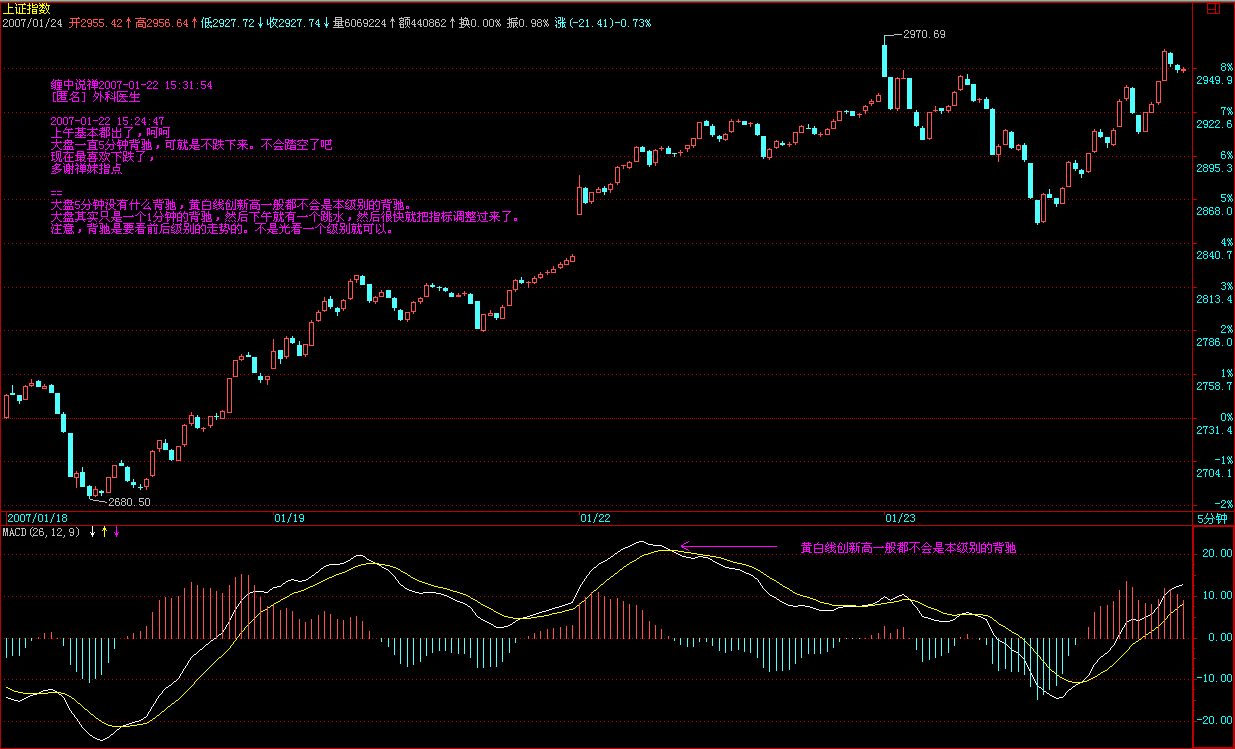 上证指数
2007/01/24 开2955.42↑高2956.64↑低2927.72↓收2927.74↓量6069224↑额440862↑换0.00% 振0.98% 涨(-21.41)-0.73%
2970.69
缠中说禅2007-01-22 15:31:54
[匿名] 外科医生
2007-01-22 15:24:47
上午基本都出了，呵呵
大盘一直5分钟背驰，可就是不跌下来。不会踏空了吧
现在最喜欢下跌了，
多谢禅妹指点
==
大盘5分钟没有什么背驰，黄白线创新高一般都不会是本级别的背驰。
大盘其实只是一个1分钟的背驰，然后下午就有一个跳水，然后很快就把指标调整过来了。
注意，背驰是要看前后级别的走势的。不是光看一个级别就可以。
8%
2949.9
7%
2922.6
6%
2895.3
5%
2868.0
4%
2840.7
3%
2813.4
2%
2786.0
1%
2758.7
0%
2731.4
-1%
2704.1
-2%
2680.50
2007/01/18 01/19 01/22 01/23 5分钟
MACD(26,12,9) ↓↑↓
黄白线创新高一般都不会是本级别的背驰
20.00
10.00
0.00
-10.00
-20.00